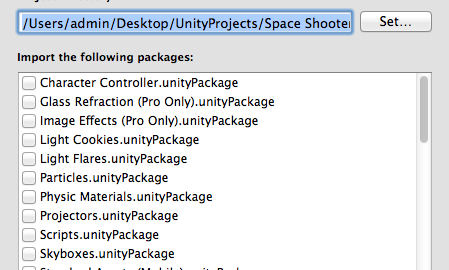 /Users/admin/Desktop/UnityProjects/Space Shooter
Set...
Import the following packages:
Character Controller.unityPackage
Glass Refraction (Pro Only).unityPackage
Image Effects (Pro Only).unityPackage
Light Cookies.unityPackage
Light Flares.unityPackage
Particles.unityPackage
Physic Materials.unityPackage
Projectors.unityPackage
Scripts.unityPackage
Skyboxes.unityPackage